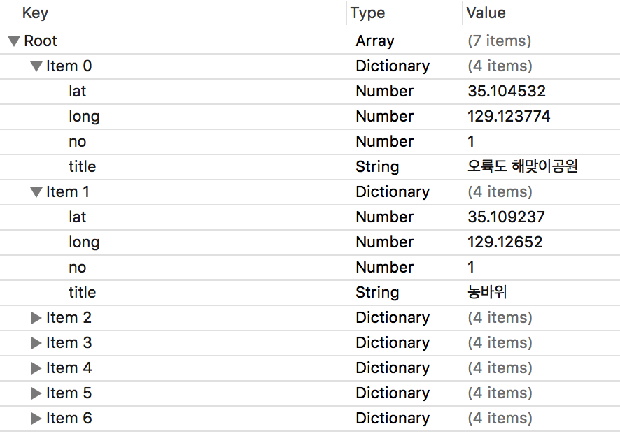 Key Type Value
Root Array (7 items)
Item 0 Dictionary (4 items)
lat Number 35.104532
long Number 129.123774
no Number 1
title String 오륙도 해맞이공원
Item 1 Dictionary (4 items)
lat Number 35.109237
long Number 129.12652
no Number 1
title String 농바위
Item 2 Dictionary (4 items)
Item 3 Dictionary (4 items)
Item 4 Dictionary (4 items)
Item 5 Dictionary (4 items)
Item 6 Dictionary (4 items)